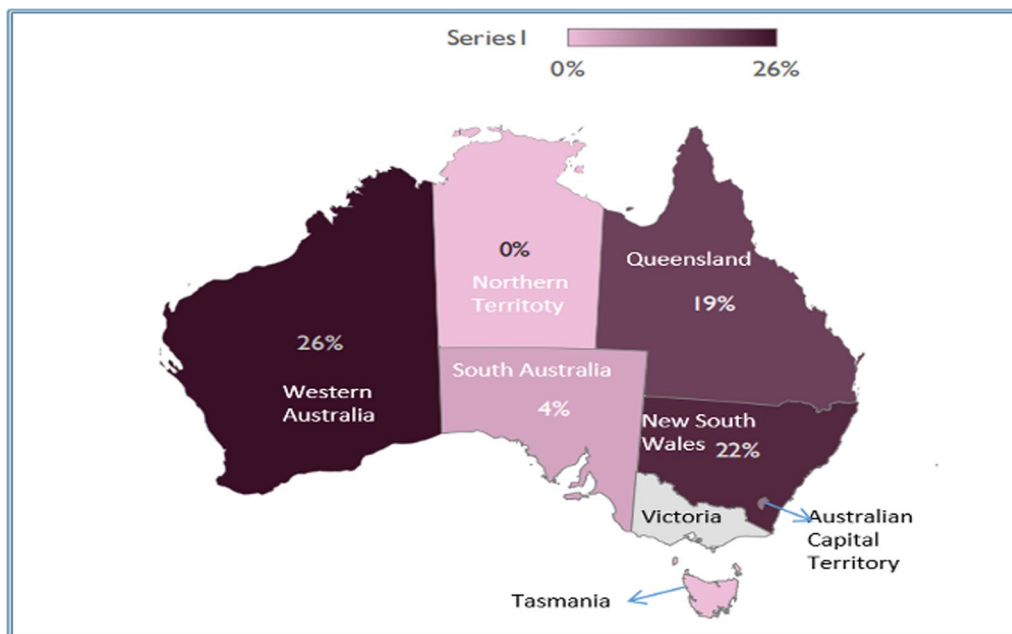 Series1
0%
26%
0%
Northern
Territoty
Queensland
19%
26%
Western
Australia
South Australia
4%
New South
Wales 22%
Victoria
Australian
Capital
Territory
Tasmania